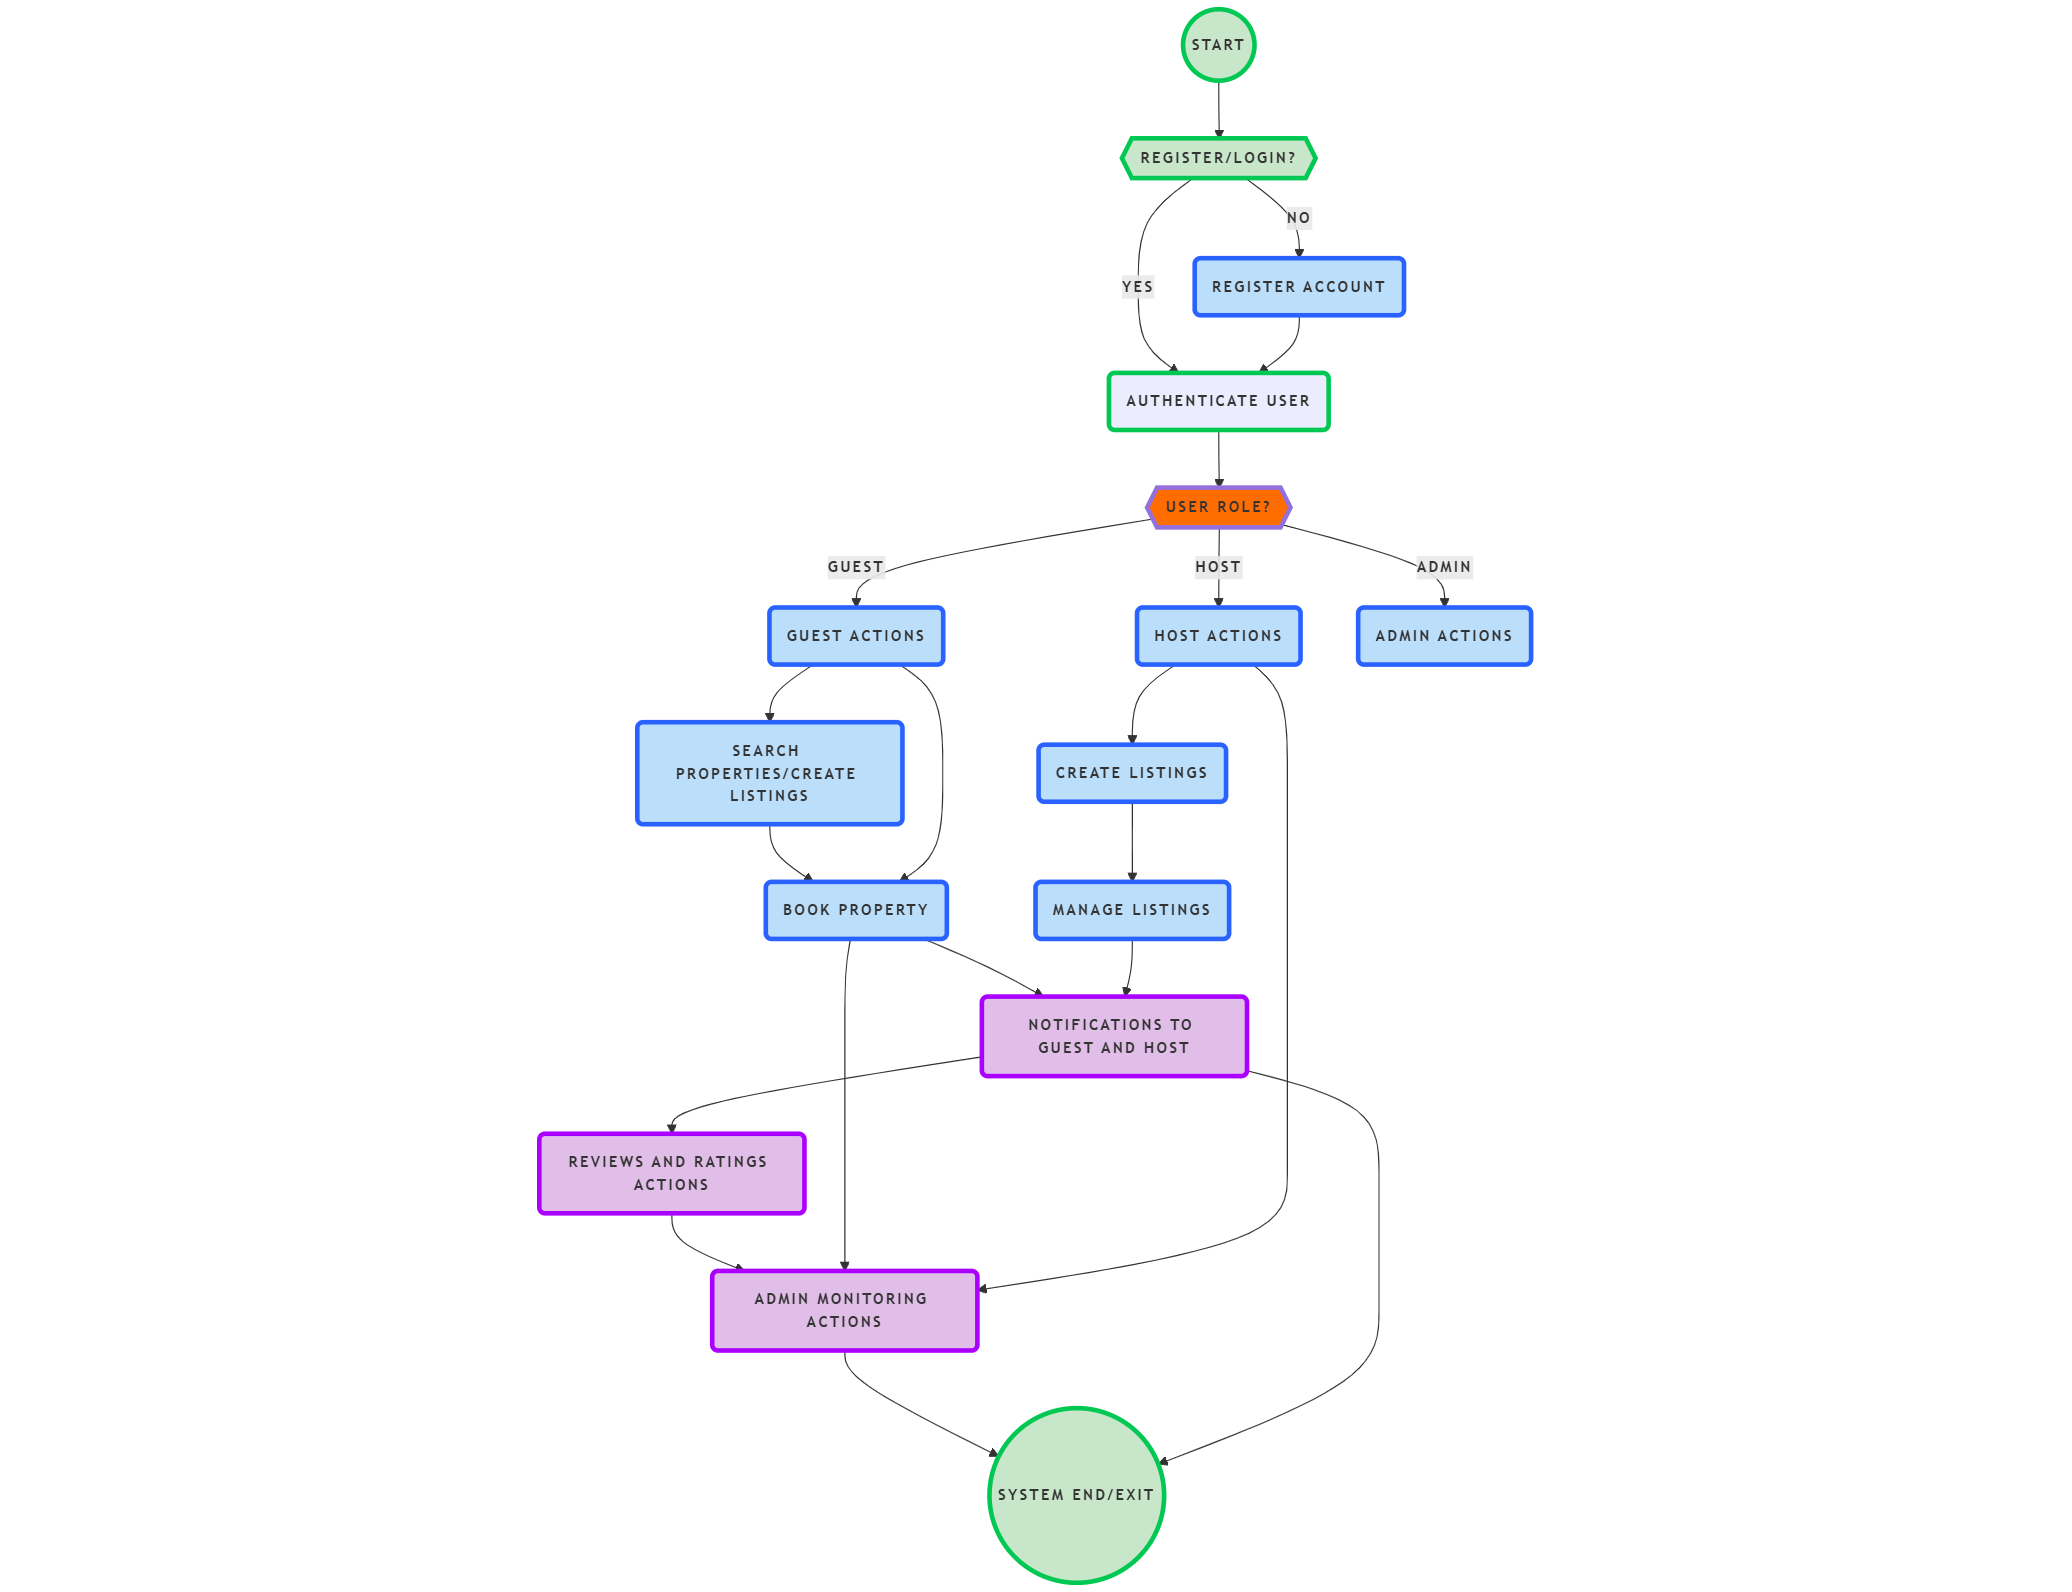 START
REGISTER/LOGIN?
NO
YES
REGISTER ACCOUNT
AUTHENTICATE USER
USER ROLE?
GUEST
HOST
ADMIN
GUEST ACTIONS
HOST ACTIONS
ADMIN ACTIONS
SEARCH
PROPERTIES/CREATE
LISTINGS
CREATE LISTINGS
BOOK PROPERTY
MANAGE LISTINGS
NOTIFICATIONS TO
GUEST AND HOST
REVIEWS AND RATINGS
ACTIONS
ADMIN MONITORING
ACTIONS
SYSTEM END/EXIT